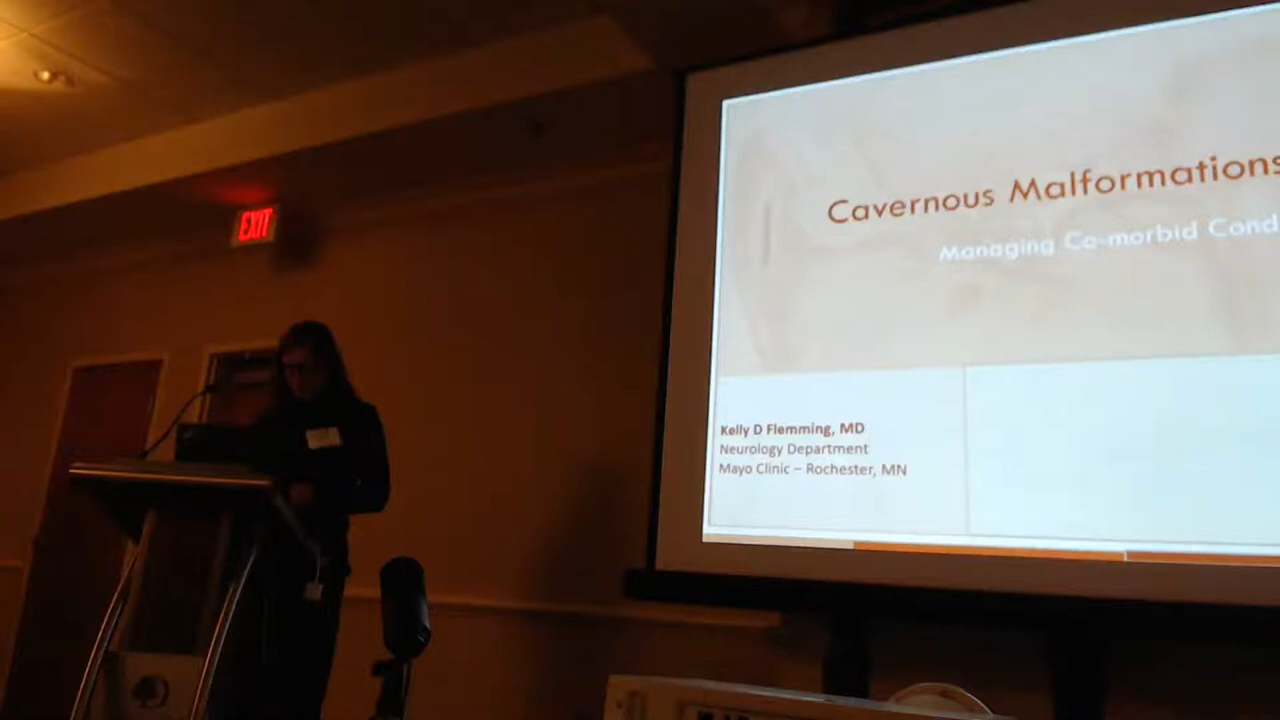 EXIT
Cavernous Malformations
Managing Co-morbid Cond
Kelly D Flemming, MD
Neurology Department
Mayo Clinic – Rochester, MN